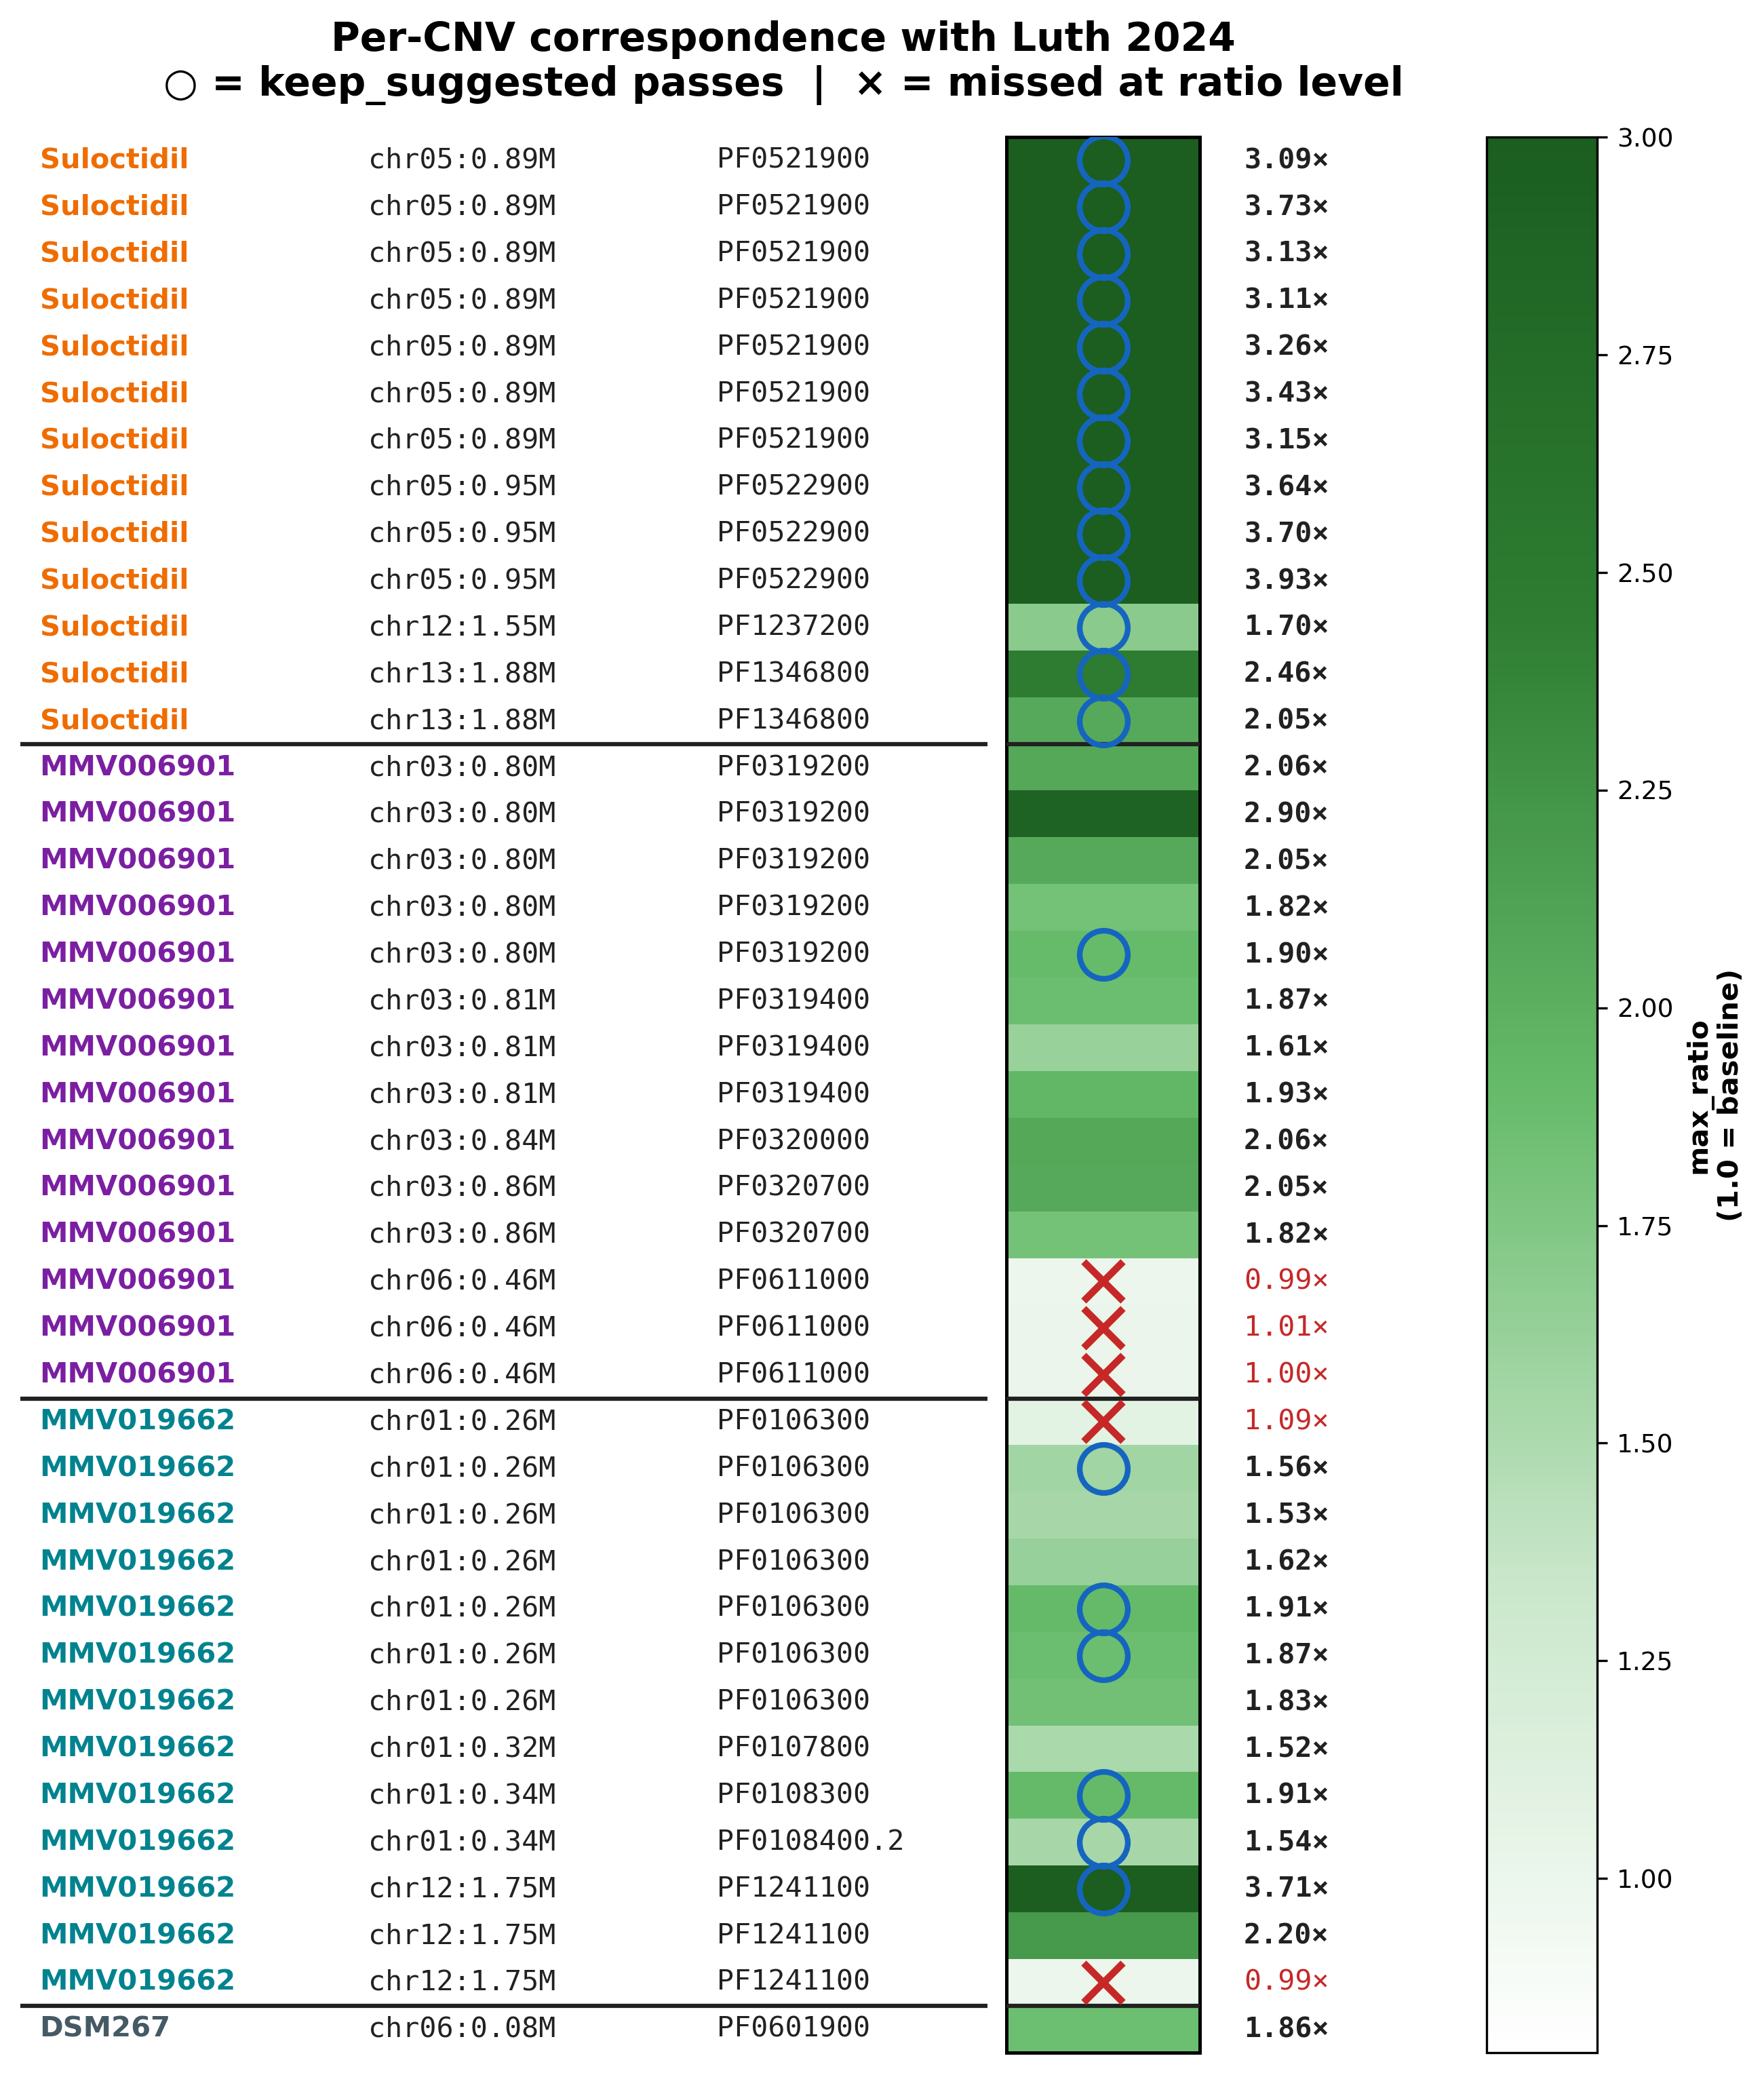 Per-CNV correspondence with Luth 2024
○ = keep_suggested passes | × = missed at ratio level
Suloctidil chr05:0.89M PF0521900 3.09×
Suloctidil chr05:0.89M PF0521900 3.73×
Suloctidil chr05:0.89M PF0521900 3.13×
Suloctidil chr05:0.89M PF0521900 3.11×
Suloctidil chr05:0.89M PF0521900 3.26×
Suloctidil chr05:0.89M PF0521900 3.43×
Suloctidil chr05:0.89M PF0521900 3.15×
Suloctidil chr05:0.95M PF0522900 3.64×
Suloctidil chr05:0.95M PF0522900 3.70×
Suloctidil chr05:0.95M PF0522900 3.93×
Suloctidil chr12:1.55M PF1237200 1.70×
Suloctidil chr13:1.88M PF1346800 2.46×
Suloctidil chr13:1.88M PF1346800 2.05×
MMV006901 chr03:0.80M PF0319200 2.06×
MMV006901 chr03:0.80M PF0319200 2.90×
MMV006901 chr03:0.80M PF0319200 2.05×
MMV006901 chr03:0.80M PF0319200 1.82×
MMV006901 chr03:0.80M PF0319200 1.90×
MMV006901 chr03:0.81M PF0319400 1.87×
MMV006901 chr03:0.81M PF0319400 1.61×
MMV006901 chr03:0.81M PF0319400 1.93×
MMV006901 chr03:0.84M PF0320000 2.06×
MMV006901 chr03:0.86M PF0320700 2.05×
MMV006901 chr03:0.86M PF0320700 1.82×
MMV006901 chr06:0.46M PF0611000 0.99×
MMV006901 chr06:0.46M PF0611000 1.01×
MMV006901 chr06:0.46M PF0611000 1.00×
MMV019662 chr01:0.26M PF0106300 1.09×
MMV019662 chr01:0.26M PF0106300 1.56×
MMV019662 chr01:0.26M PF0106300 1.53×
MMV019662 chr01:0.26M PF0106300 1.62×
MMV019662 chr01:0.26M PF0106300 1.91×
MMV019662 chr01:0.26M PF0106300 1.87×
MMV019662 chr01:0.26M PF0106300 1.83×
MMV019662 chr01:0.32M PF0107800 1.52×
MMV019662 chr01:0.34M PF0108300 1.91×
MMV019662 chr01:0.34M PF0108400.2 1.54×
MMV019662 chr12:1.75M PF1241100 3.71×
MMV019662 chr12:1.75M PF1241100 2.20×
MMV019662 chr12:1.75M PF1241100 0.99×
DSM267 chr06:0.08M PF0601900 1.86×
3.00
2.75
2.50
2.25
2.00
1.75
1.50
1.25
1.00
max_ratio
(1.0 = baseline)